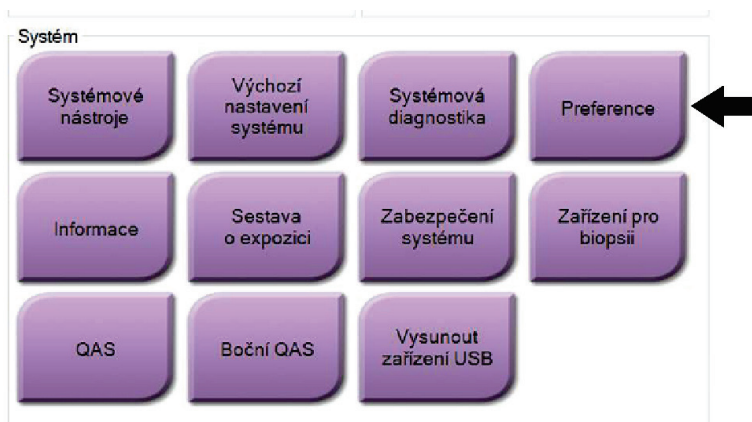 Systém
Systémové
nástroje
Výchozí
nastavení
systému
Systémová
diagnostika
Preference
Informace
Sestava
o expozici
Zabezpečení
systému
Zařízení pro
biopsii
QAS
Boční QAS
Vysunout
zařízení USB